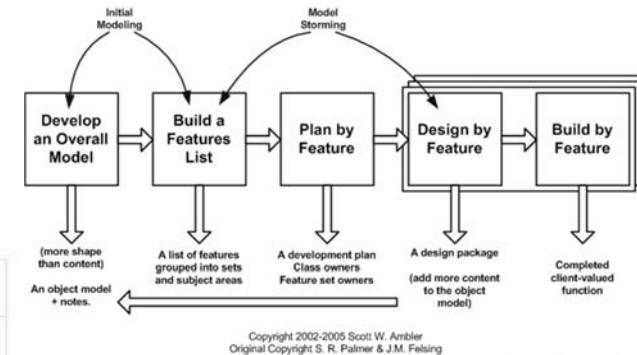 Initial
Modeling
Model
Storming
Develop
an Overall
Model
Build a
Features
List
Plan by
Feature
Design by
Feature
Build by
Feature
(more shape
than content)
An object model
+ notes.
A list of features
grouped into sets
and subject areas
A development plan
Class owners
Feature set owners
A design package
(add more content
to the object
model)
Completed
client-valued
function
Copyright 2002-2005 Scott W. Ambler
Original Copyright S. R. Palmer & J.M. Felsing